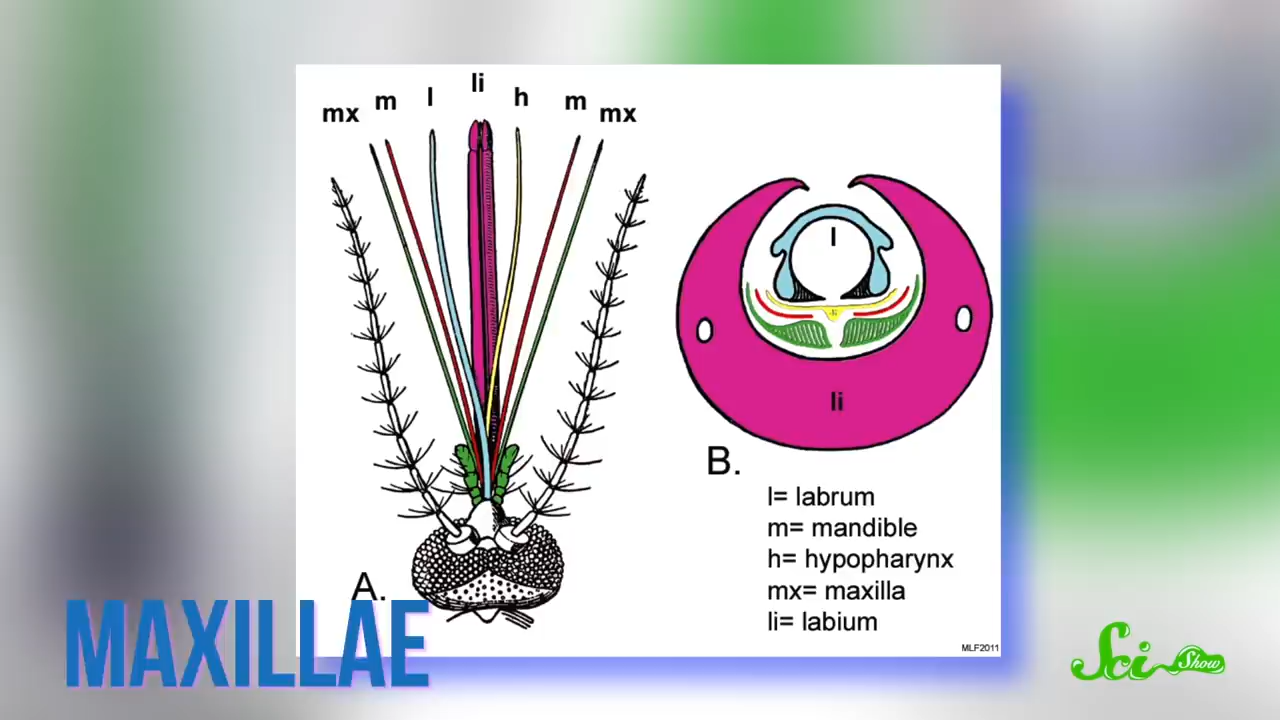 mx m l li h m mx
l
li
A.
B.
l= labrum
m= mandible
h= hypopharynx
mx= maxilla
li= labium
MLF2011
MAXILLAE
Sci Show